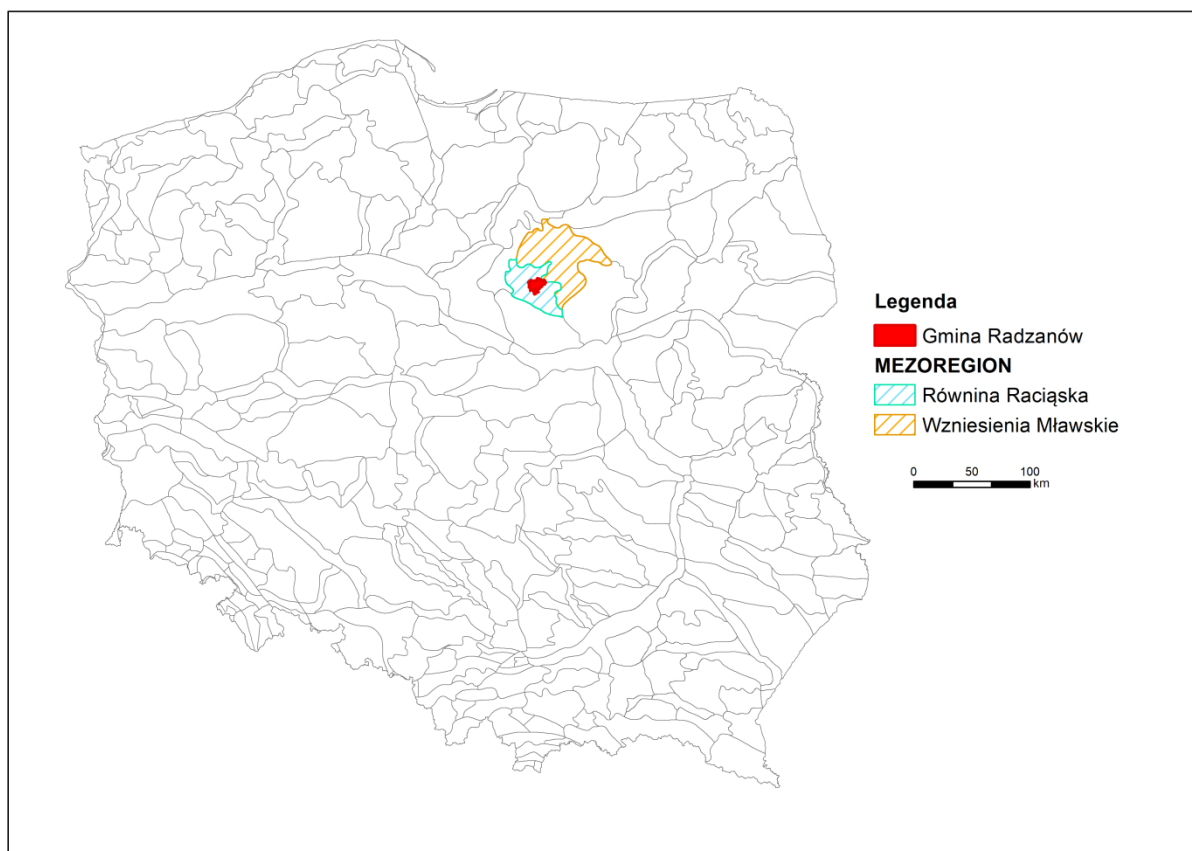 Legenda
Gmina Radzanów
MEZOREGION
Równina Raciąska
Wzniesienia Mławskie
0 50 100
km